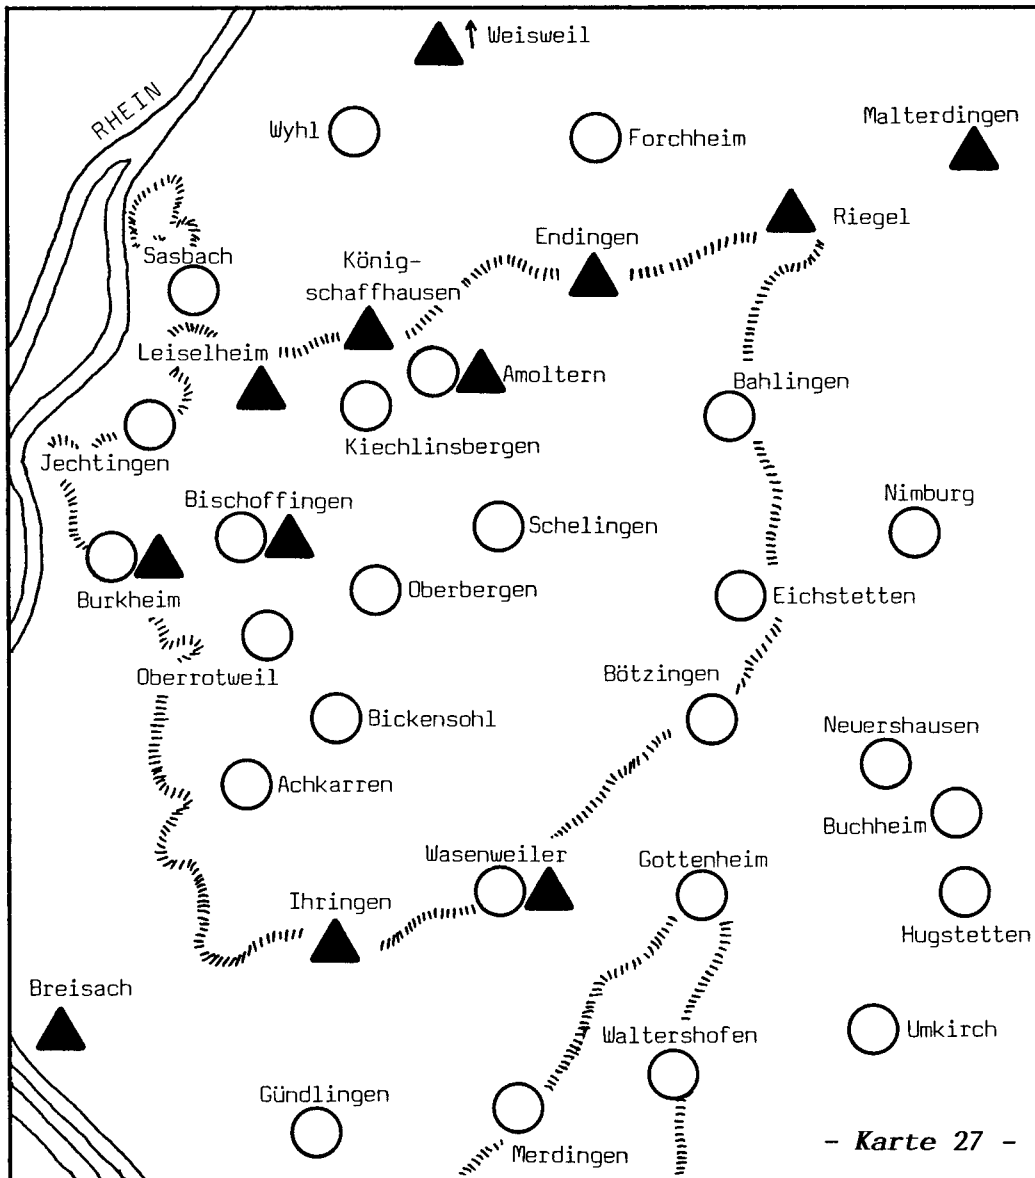 Weisweil
RHEIN
Wyhl
Forchheim
Malterdingen
Riegel
Endingen
Sasbach
König-
schaffhausen
Leiselheim
Amoltern
Bahlingen
Kiechlinsbergen
Jechtingen
Bischoffingen
Nimburg
Schelingen
Oberbergen
Burkheim
Eichstetten
Oberrotweil
Bötzingen
Bickensohl
Neuershausen
Achkarren
Buchheim
Wasenweiler
Gottenheim
Ihringen
Hugstetten
Breisach
Umkirch
Waltershofen
Gündlingen
Merdingen
- Karte 27 -